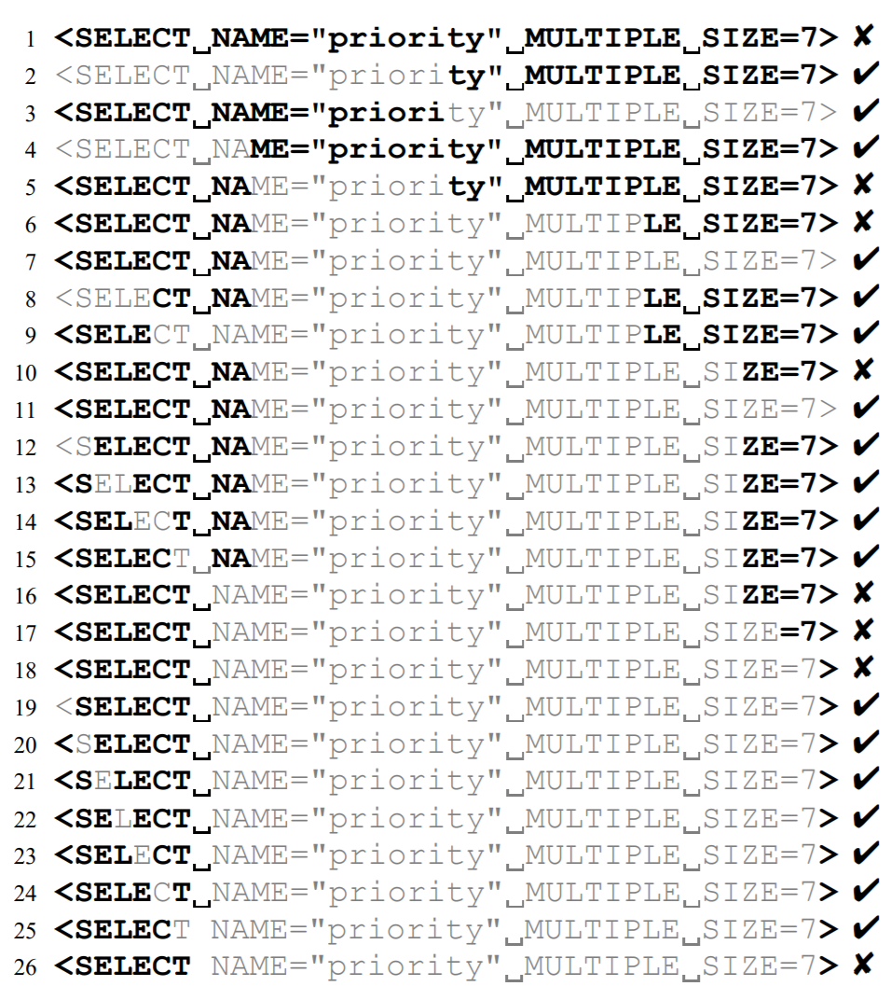 1 <SELECT␣NAME="priority"␣MULTIPLE␣SIZE=7> ✘
2 <SELECT␣NAME="priority"␣MULTIPLE␣SIZE=7> ✔
3 <SELECT␣NAME="priority"␣MULTIPLE␣SIZE=7> ✔
4 <SELECT␣NAME="priority"␣MULTIPLE␣SIZE=7> ✔
5 <SELECT␣NAME="priority"␣MULTIPLE␣SIZE=7> ✘
6 <SELECT␣NAME="priority"␣MULTIPLE␣SIZE=7> ✘
7 <SELECT␣NAME="priority"␣MULTIPLE␣SIZE=7> ✔
8 <SELECT␣NAME="priority"␣MULTIPLE␣SIZE=7> ✔
9 <SELECT␣NAME="priority"␣MULTIPLE␣SIZE=7> ✔
10 <SELECT␣NAME="priority"␣MULTIPLE␣SIZE=7> ✘
11 <SELECT␣NAME="priority"␣MULTIPLE␣SIZE=7> ✔
12 <SELECT␣NAME="priority"␣MULTIPLE␣SIZE=7> ✔
13 <SELECT␣NAME="priority"␣MULTIPLE␣SIZE=7> ✔
14 <SELECT␣NAME="priority"␣MULTIPLE␣SIZE=7> ✔
15 <SELECT␣NAME="priority"␣MULTIPLE␣SIZE=7> ✔
16 <SELECT␣NAME="priority"␣MULTIPLE␣SIZE=7> ✘
17 <SELECT␣NAME="priority"␣MULTIPLE␣SIZE=7> ✘
18 <SELECT␣NAME="priority"␣MULTIPLE␣SIZE=7> ✘
19 <SELECT␣NAME="priority"␣MULTIPLE␣SIZE=7> ✔
20 <SELECT␣NAME="priority"␣MULTIPLE␣SIZE=7> ✔
21 <SELECT␣NAME="priority"␣MULTIPLE␣SIZE=7> ✔
22 <SELECT␣NAME="priority"␣MULTIPLE␣SIZE=7> ✔
23 <SELECT␣NAME="priority"␣MULTIPLE␣SIZE=7> ✔
24 <SELECT␣NAME="priority"␣MULTIPLE␣SIZE=7> ✔
25 <SELECT NAME="priority"␣MULTIPLE␣SIZE=7> ✔
26 <SELECT NAME="priority"␣MULTIPLE␣SIZE=7> ✘